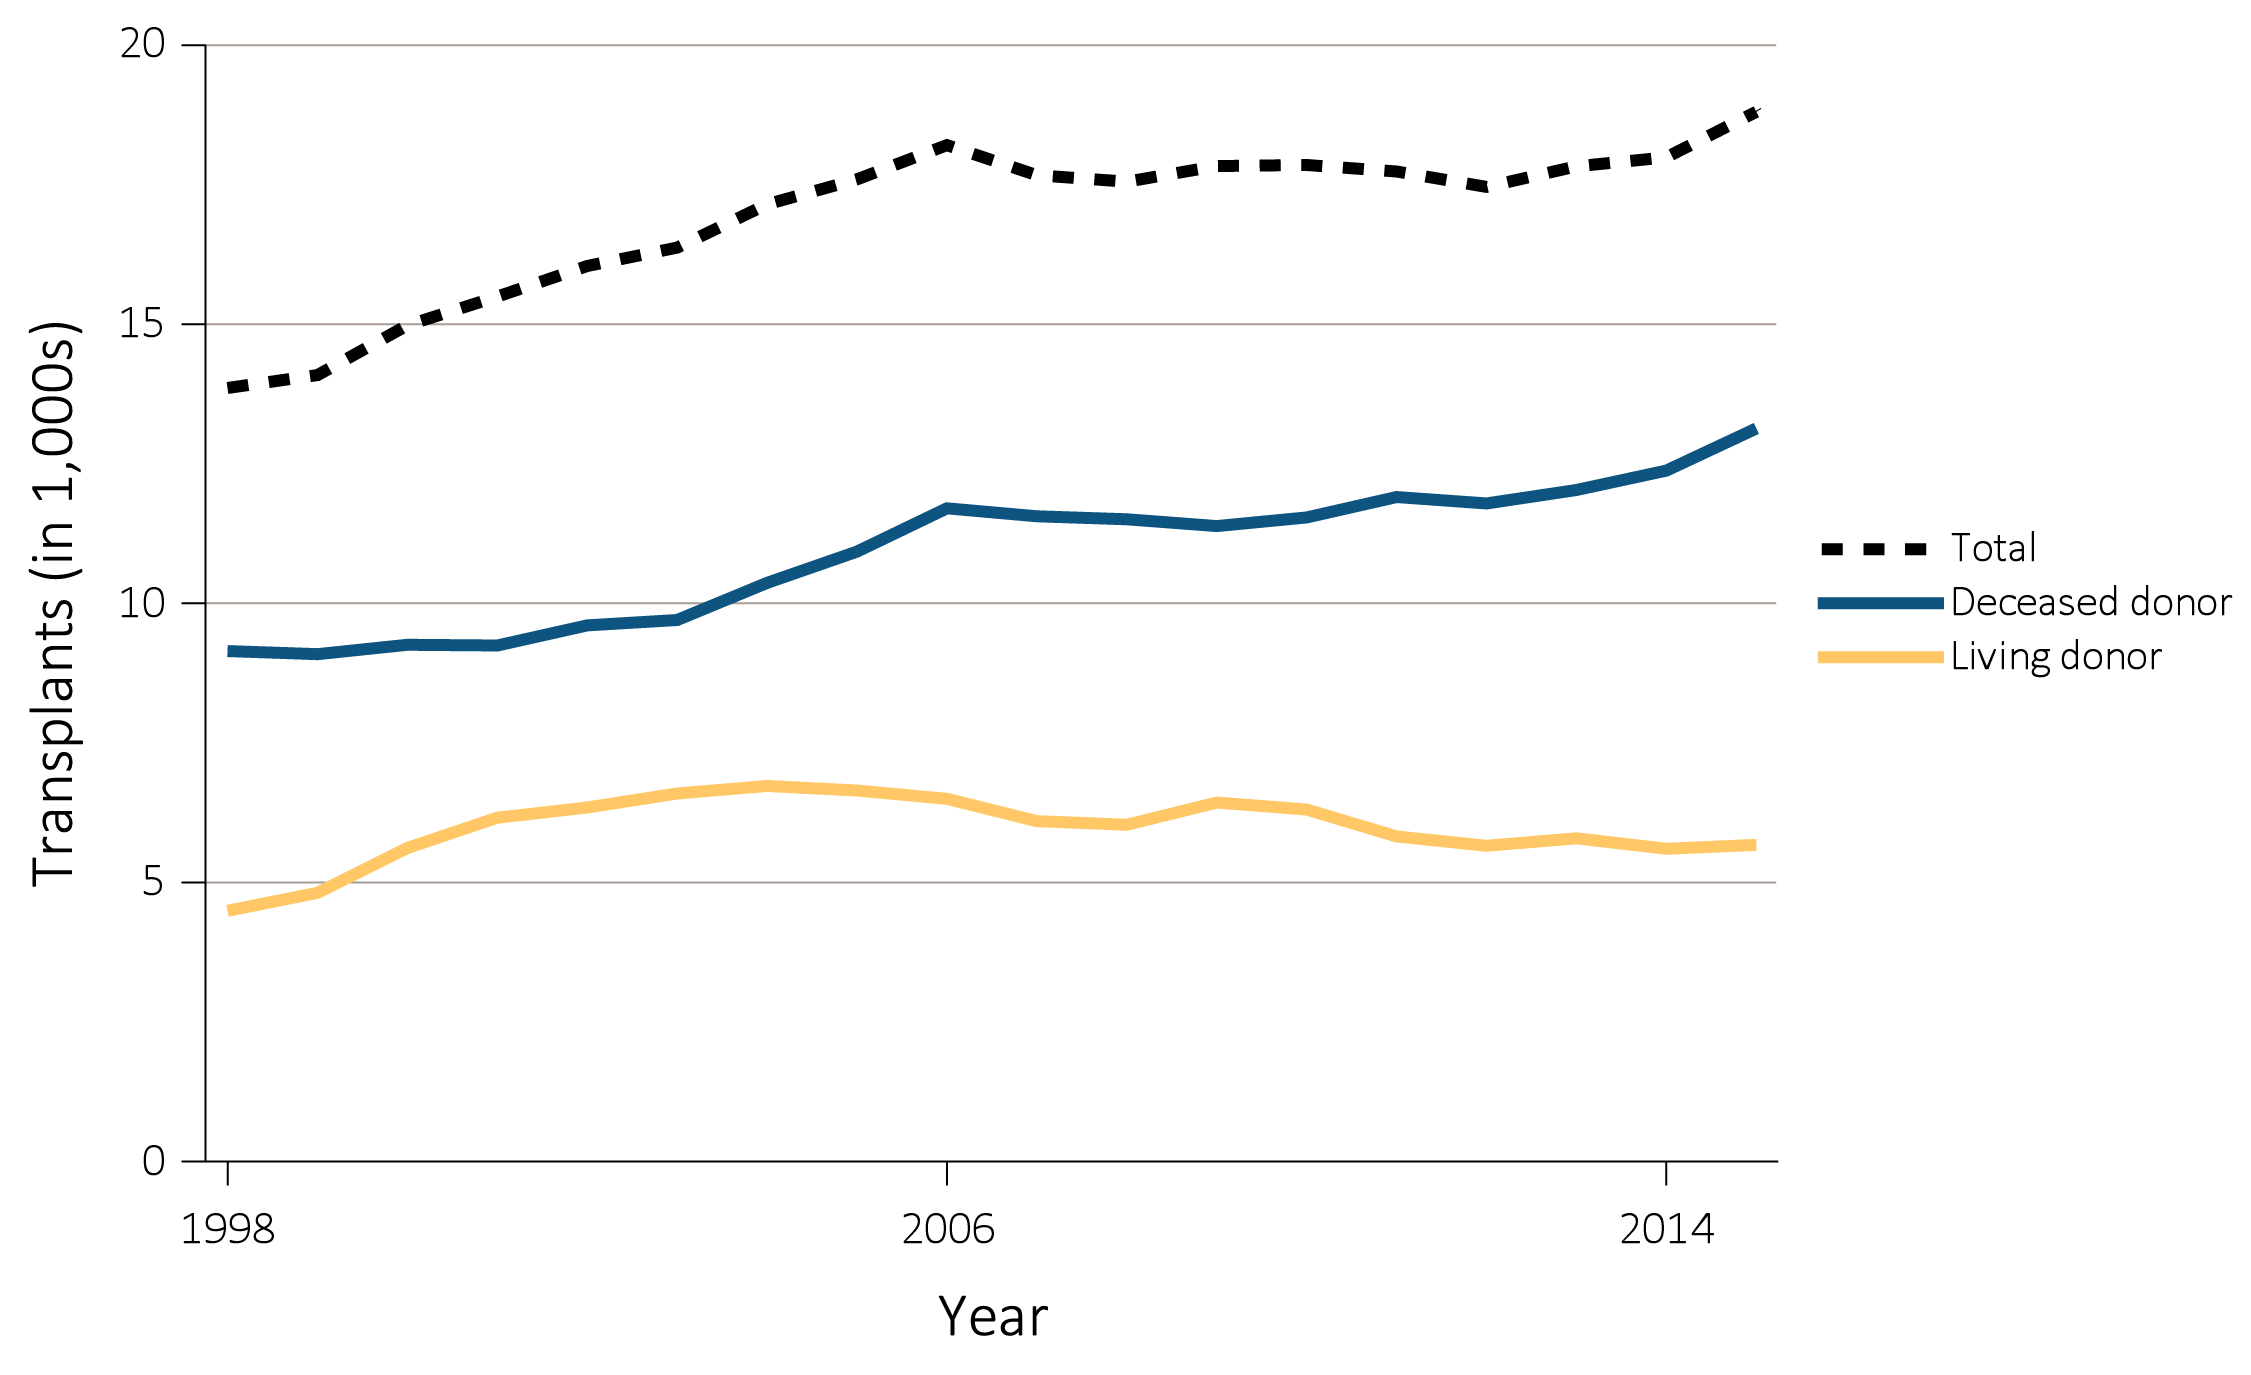 20
15
10
5
0
Transplants (in 1,000s)
1998
2006
2014
Year
Total
Deceased donor
Living donor